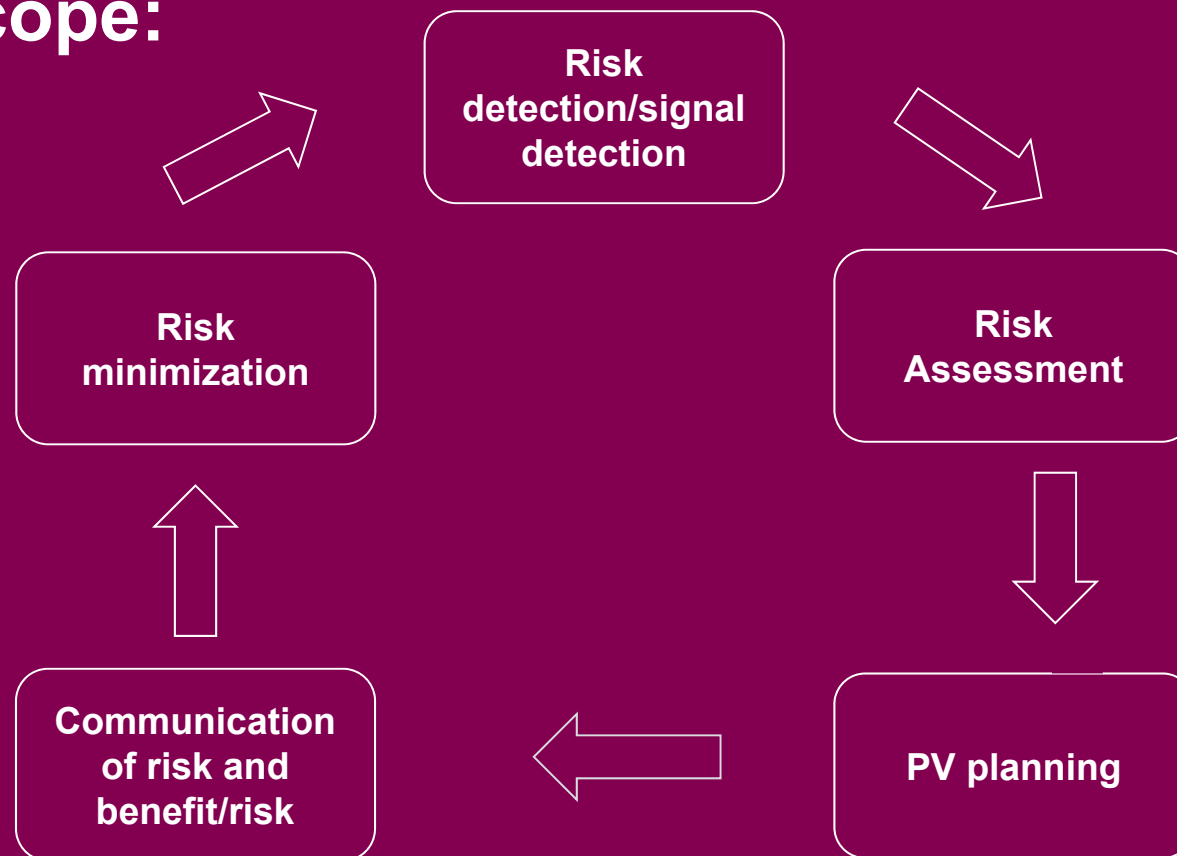 cope:
Risk
detection/signal
detection
Risk
minimization
Risk
Assessment
Communication
of risk and
benefit/risk
PV planning